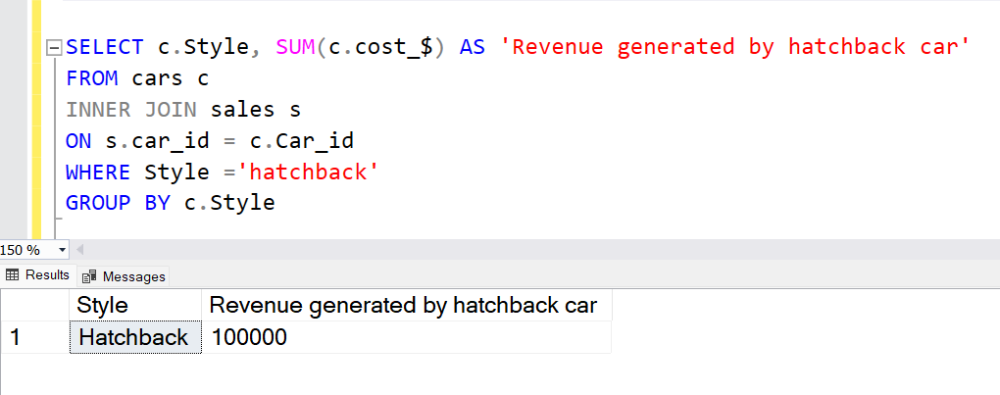 SELECT c.Style, SUM(c.cost_$) AS 'Revenue generated by hatchback car'
FROM cars c
INNER JOIN sales s
ON s.car_id = c.Car_id
WHERE Style ='hatchback'
GROUP BY c.Style
150 %
Results Messages
Style Revenue generated by hatchback car
1 Hatchback 100000